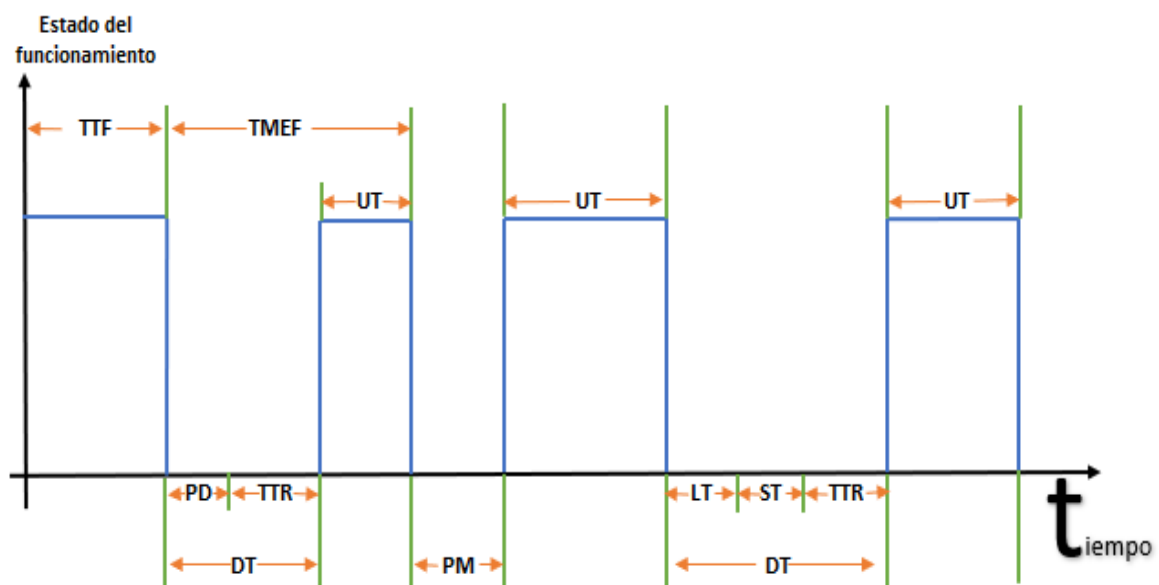 Estado del
funcionamiento
TTF
TMEF
UT
UT
UT
PD
TTR
LT
ST
TTR
tiempo
DT
PM
DT